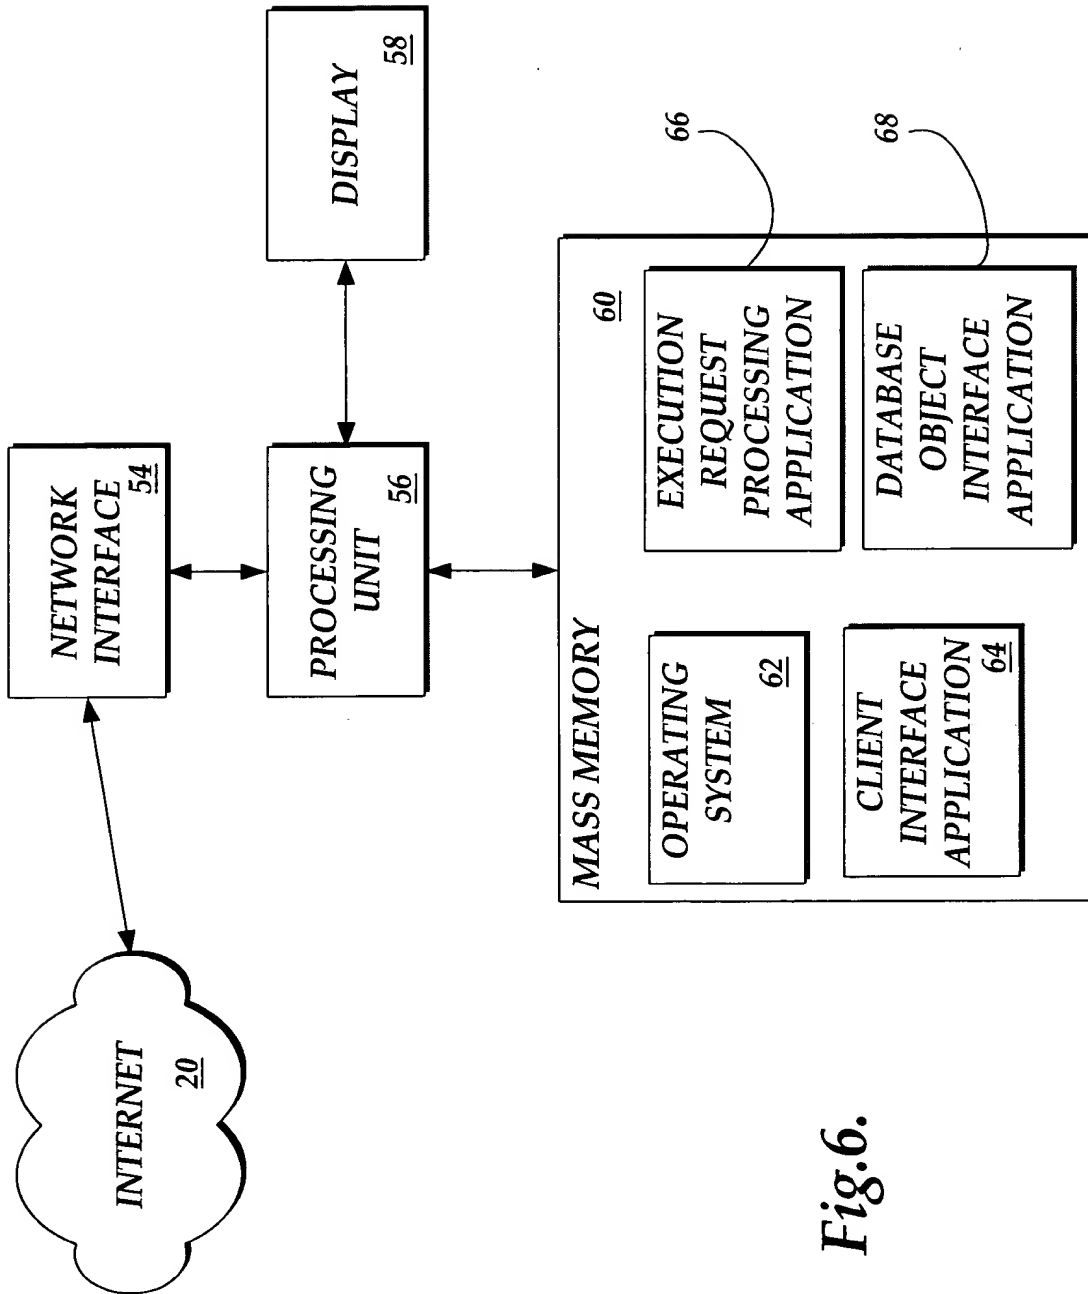 INTERNET
20
NETWORK
INTERFACE
54
PROCESSING
UNIT
56
DISPLAY
58
MASS MEMORY
60
OPERATING
SYSTEM
62
EXECUTION
REQUEST
PROCESSING
APPLICATION
66
CLIENT
INTERFACE
APPLICATION
64
DATABASE
OBJECT
INTERFACE
APPLICATION
68
Fig.6.